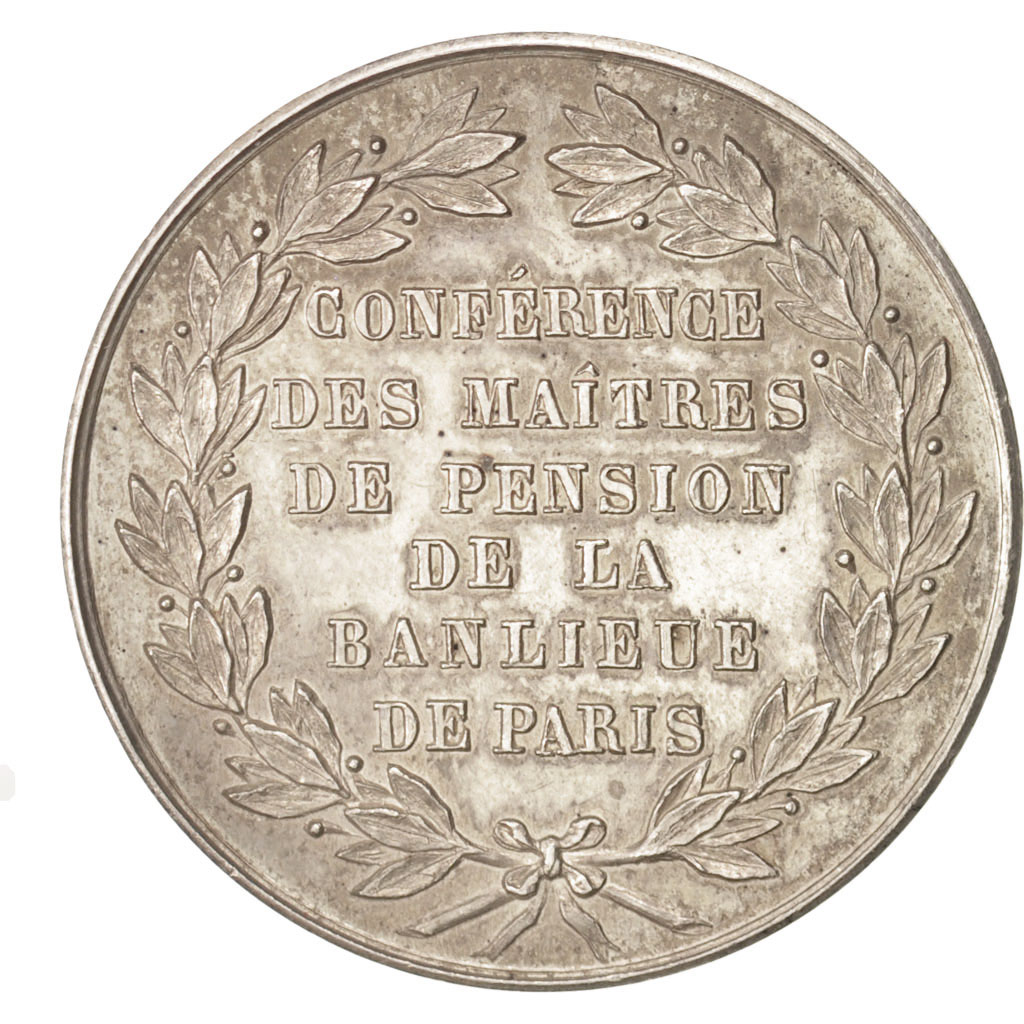 CONFÉRENCE
DES MAÎTRES
DE PENSION
DE LA
BANLIEUE
DE PARIS